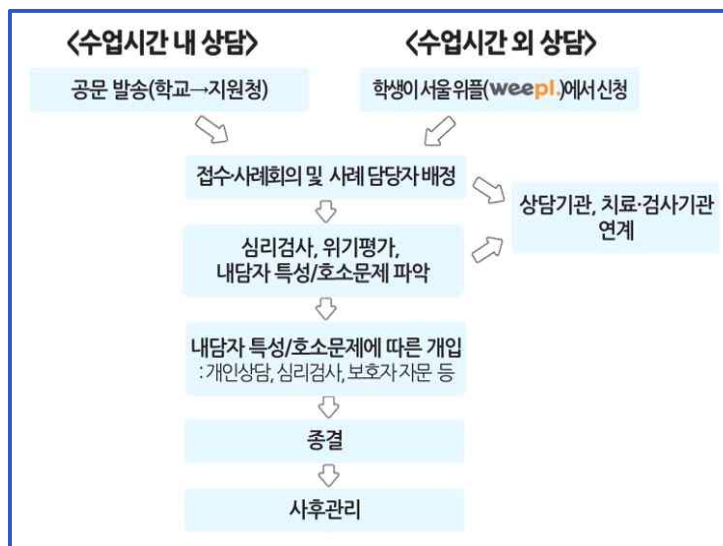 <수업시간 내 상담>
<수업시간 외 상담>
공문 발송(학교→지원청)
학생이 서울 위플(weepl.)에서 신청
접수·사례회의 및 사례 담당자 배정
상담기관, 치료·검사기관
연계
심리검사, 위기평가,
내담자 특성/호소문제 파악
내담자 특성/호소문제에 따른 개입
: 개인상담, 심리검사, 보호자 자문 등
종결
사후관리